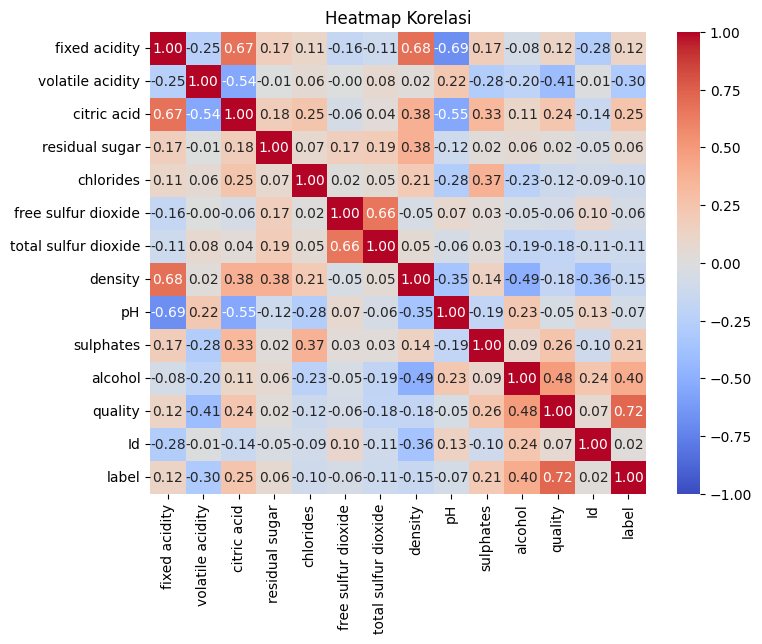 Heatmap Korelasi
fixed acidity 1.00 -0.25 0.67 0.17 0.11 -0.16 -0.11 0.68 -0.69 0.17 -0.08 0.12 -0.28 0.12
volatile acidity -0.25 1.00 -0.54 -0.01 0.06 -0.00 0.08 0.02 0.22 -0.28 -0.20 -0.41 -0.01 -0.30
citric acid 0.67 -0.54 1.00 0.18 0.25 -0.06 0.04 0.38 -0.55 0.33 0.11 0.24 -0.14 0.25
residual sugar 0.17 -0.01 0.18 1.00 0.07 0.17 0.19 0.38 -0.12 0.02 0.06 0.02 -0.05 0.06
chlorides 0.11 0.06 0.25 0.07 1.00 0.02 0.05 0.21 -0.28 0.37 -0.23 -0.12 -0.09 -0.10
free sulfur dioxide -0.16 -0.00 -0.06 0.17 0.02 1.00 0.66 -0.05 0.07 0.03 -0.05 -0.06 0.10 -0.06
total sulfur dioxide -0.11 0.08 0.04 0.19 0.05 0.66 1.00 0.05 -0.06 0.03 -0.19 -0.18 -0.11 -0.11
density 0.68 0.02 0.38 0.38 0.21 -0.05 0.05 1.00 -0.35 0.14 -0.49 -0.18 -0.36 -0.15
pH -0.69 0.22 -0.55 -0.12 -0.28 0.07 -0.06 -0.35 1.00 -0.19 0.23 -0.05 0.13 -0.07
sulphates 0.17 -0.28 0.33 0.02 0.37 0.03 0.03 0.14 -0.19 1.00 0.09 0.26 -0.10 0.21
alcohol -0.08 -0.20 0.11 0.06 -0.23 -0.05 -0.19 -0.49 0.23 0.09 1.00 0.48 0.24 0.40
quality 0.12 -0.41 0.24 0.02 -0.12 -0.06 -0.18 -0.18 -0.05 0.26 0.48 1.00 0.07 0.72
Id -0.28 -0.01 -0.14 -0.05 -0.09 0.10 -0.11 -0.36 0.13 -0.10 0.24 0.07 1.00 0.02
label 0.12 -0.30 0.25 0.06 -0.10 -0.06 -0.11 -0.15 -0.07 0.21 0.40 0.72 0.02 1.00
fixed acidity
volatile acidity
citric acid
residual sugar
chlorides
free sulfur dioxide
total sulfur dioxide
density
pH
sulphates
alcohol
quality
Id
label
1.00
0.75
0.50
0.25
0.00
−0.25
−0.50
−0.75
−1.00